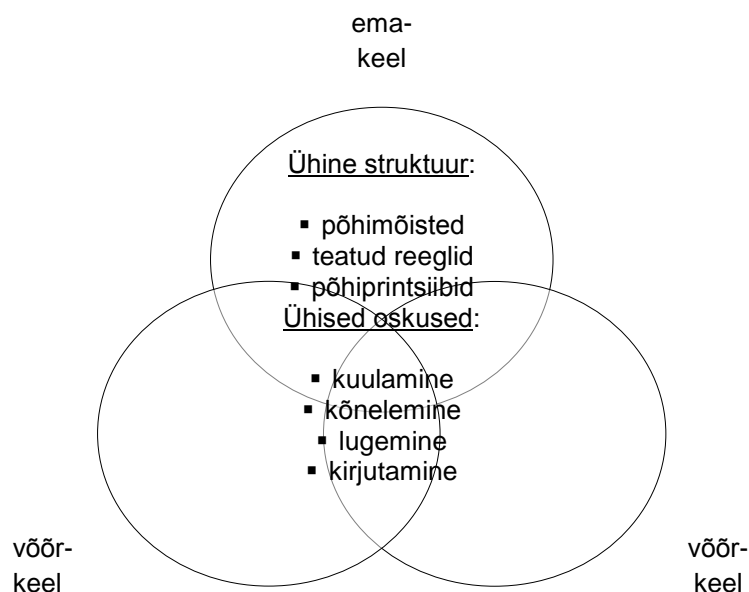 ema-
keel
Ühine struktuur:
▪ põhimõisted
▪ teatud reeglid
▪ põhiprintsiibid
Ühised oskused:
▪ kuulamine
▪ kõnelemine
▪ lugemine
▪ kirjutamine
võõr-
keel
võõr-
keel